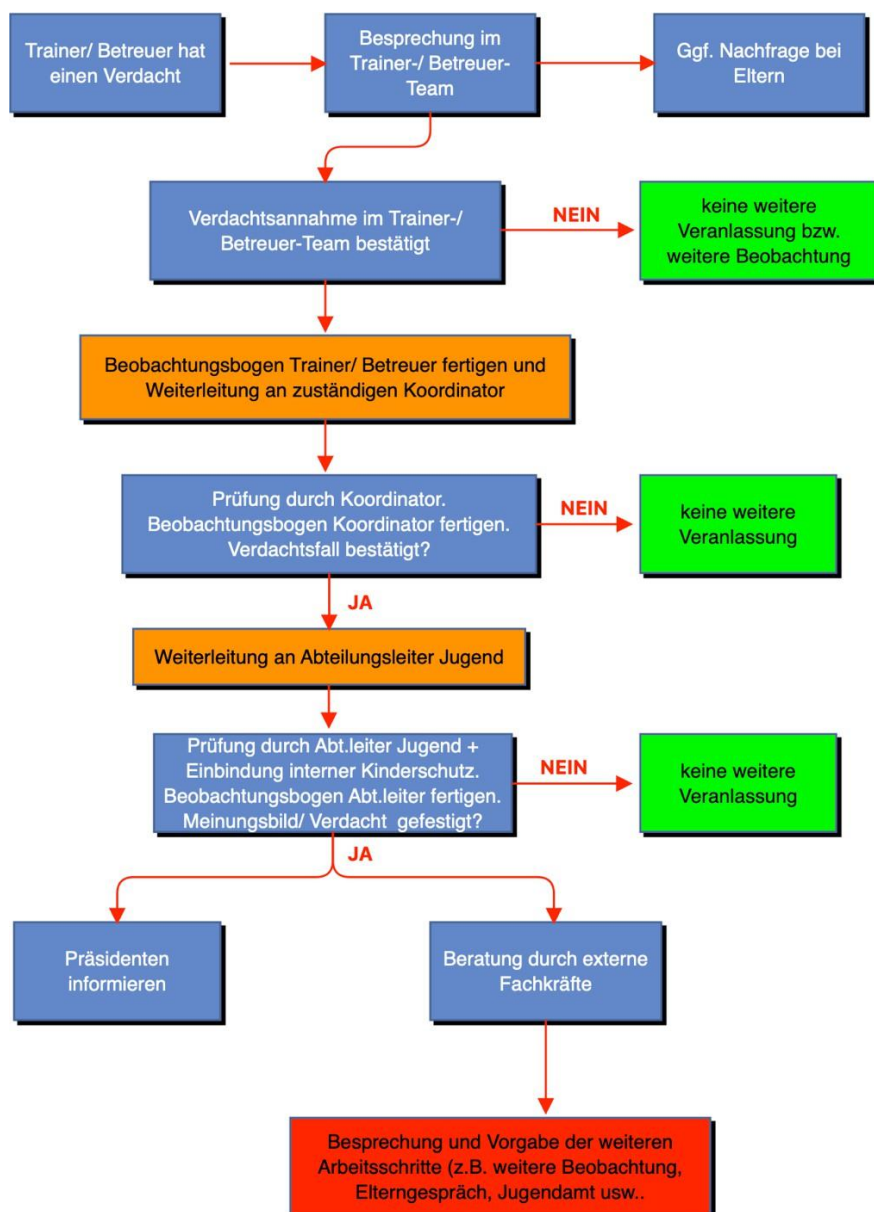 Trainer/ Betreuer hat
einen Verdacht
Besprechung im
Trainer-/ Betreuer-
Team
Ggf. Nachfrage bei
Eltern
Verdachtsannahme im Trainer-/
Betreuer-Team bestätigt
NEIN
keine weitere
Veranlassung bzw.
weitere Beobachtung
Beobachtungsbogen Trainer/ Betreuer fertigen und
Weiterleitung an zuständigen Koordinator
Prüfung durch Koordinator.
Beobachtungsbogen Koordinator fertigen.
Verdachtsfall bestätigt?
NEIN
keine weitere
Veranlassung
JA
Weiterleitung an Abteilungsleiter Jugend
Prüfung durch Abt.leiter Jugend +
Einbindung interner Kinderschutz.
Beobachtungsbogen Abt.leiter fertigen.
Meinungsbild/ Verdacht gefestigt?
NEIN
keine weitere
Veranlassung
JA
Präsidenten
informieren
Beratung durch externe
Fachkräfte
Besprechung und Vorgabe der weiteren
Arbeitsschritte (z.B. weitere Beobachtung,
Elterngespräch, Jugendamt usw..